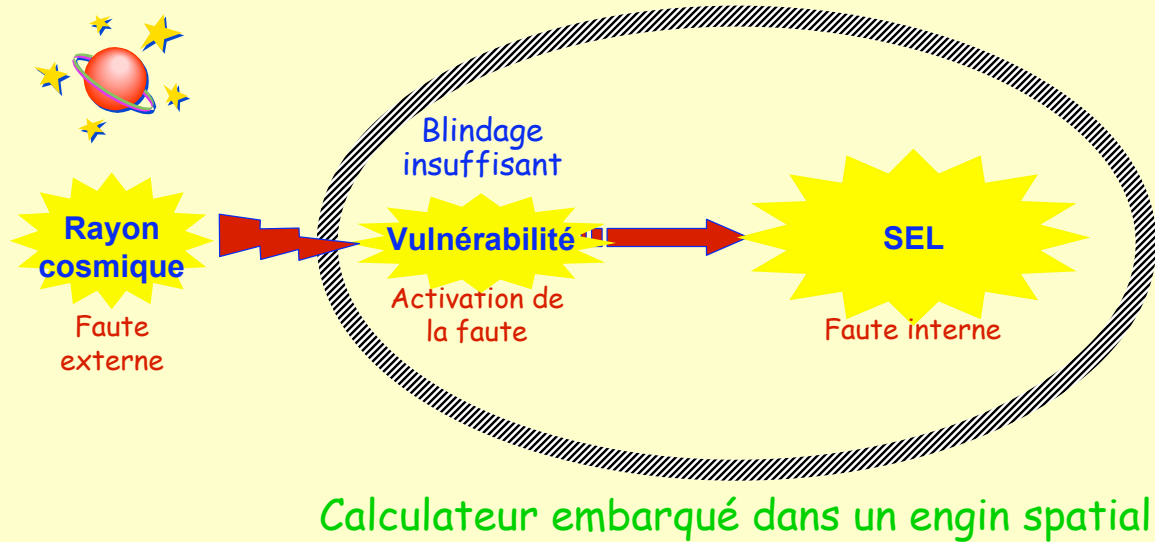 Blindage
insuffisant
Rayon
cosmique
Vulnérabilité
SEL
Faute
externe
Activation de
la faute
Faute interne
Calculateur embarqué dans un engin spatial